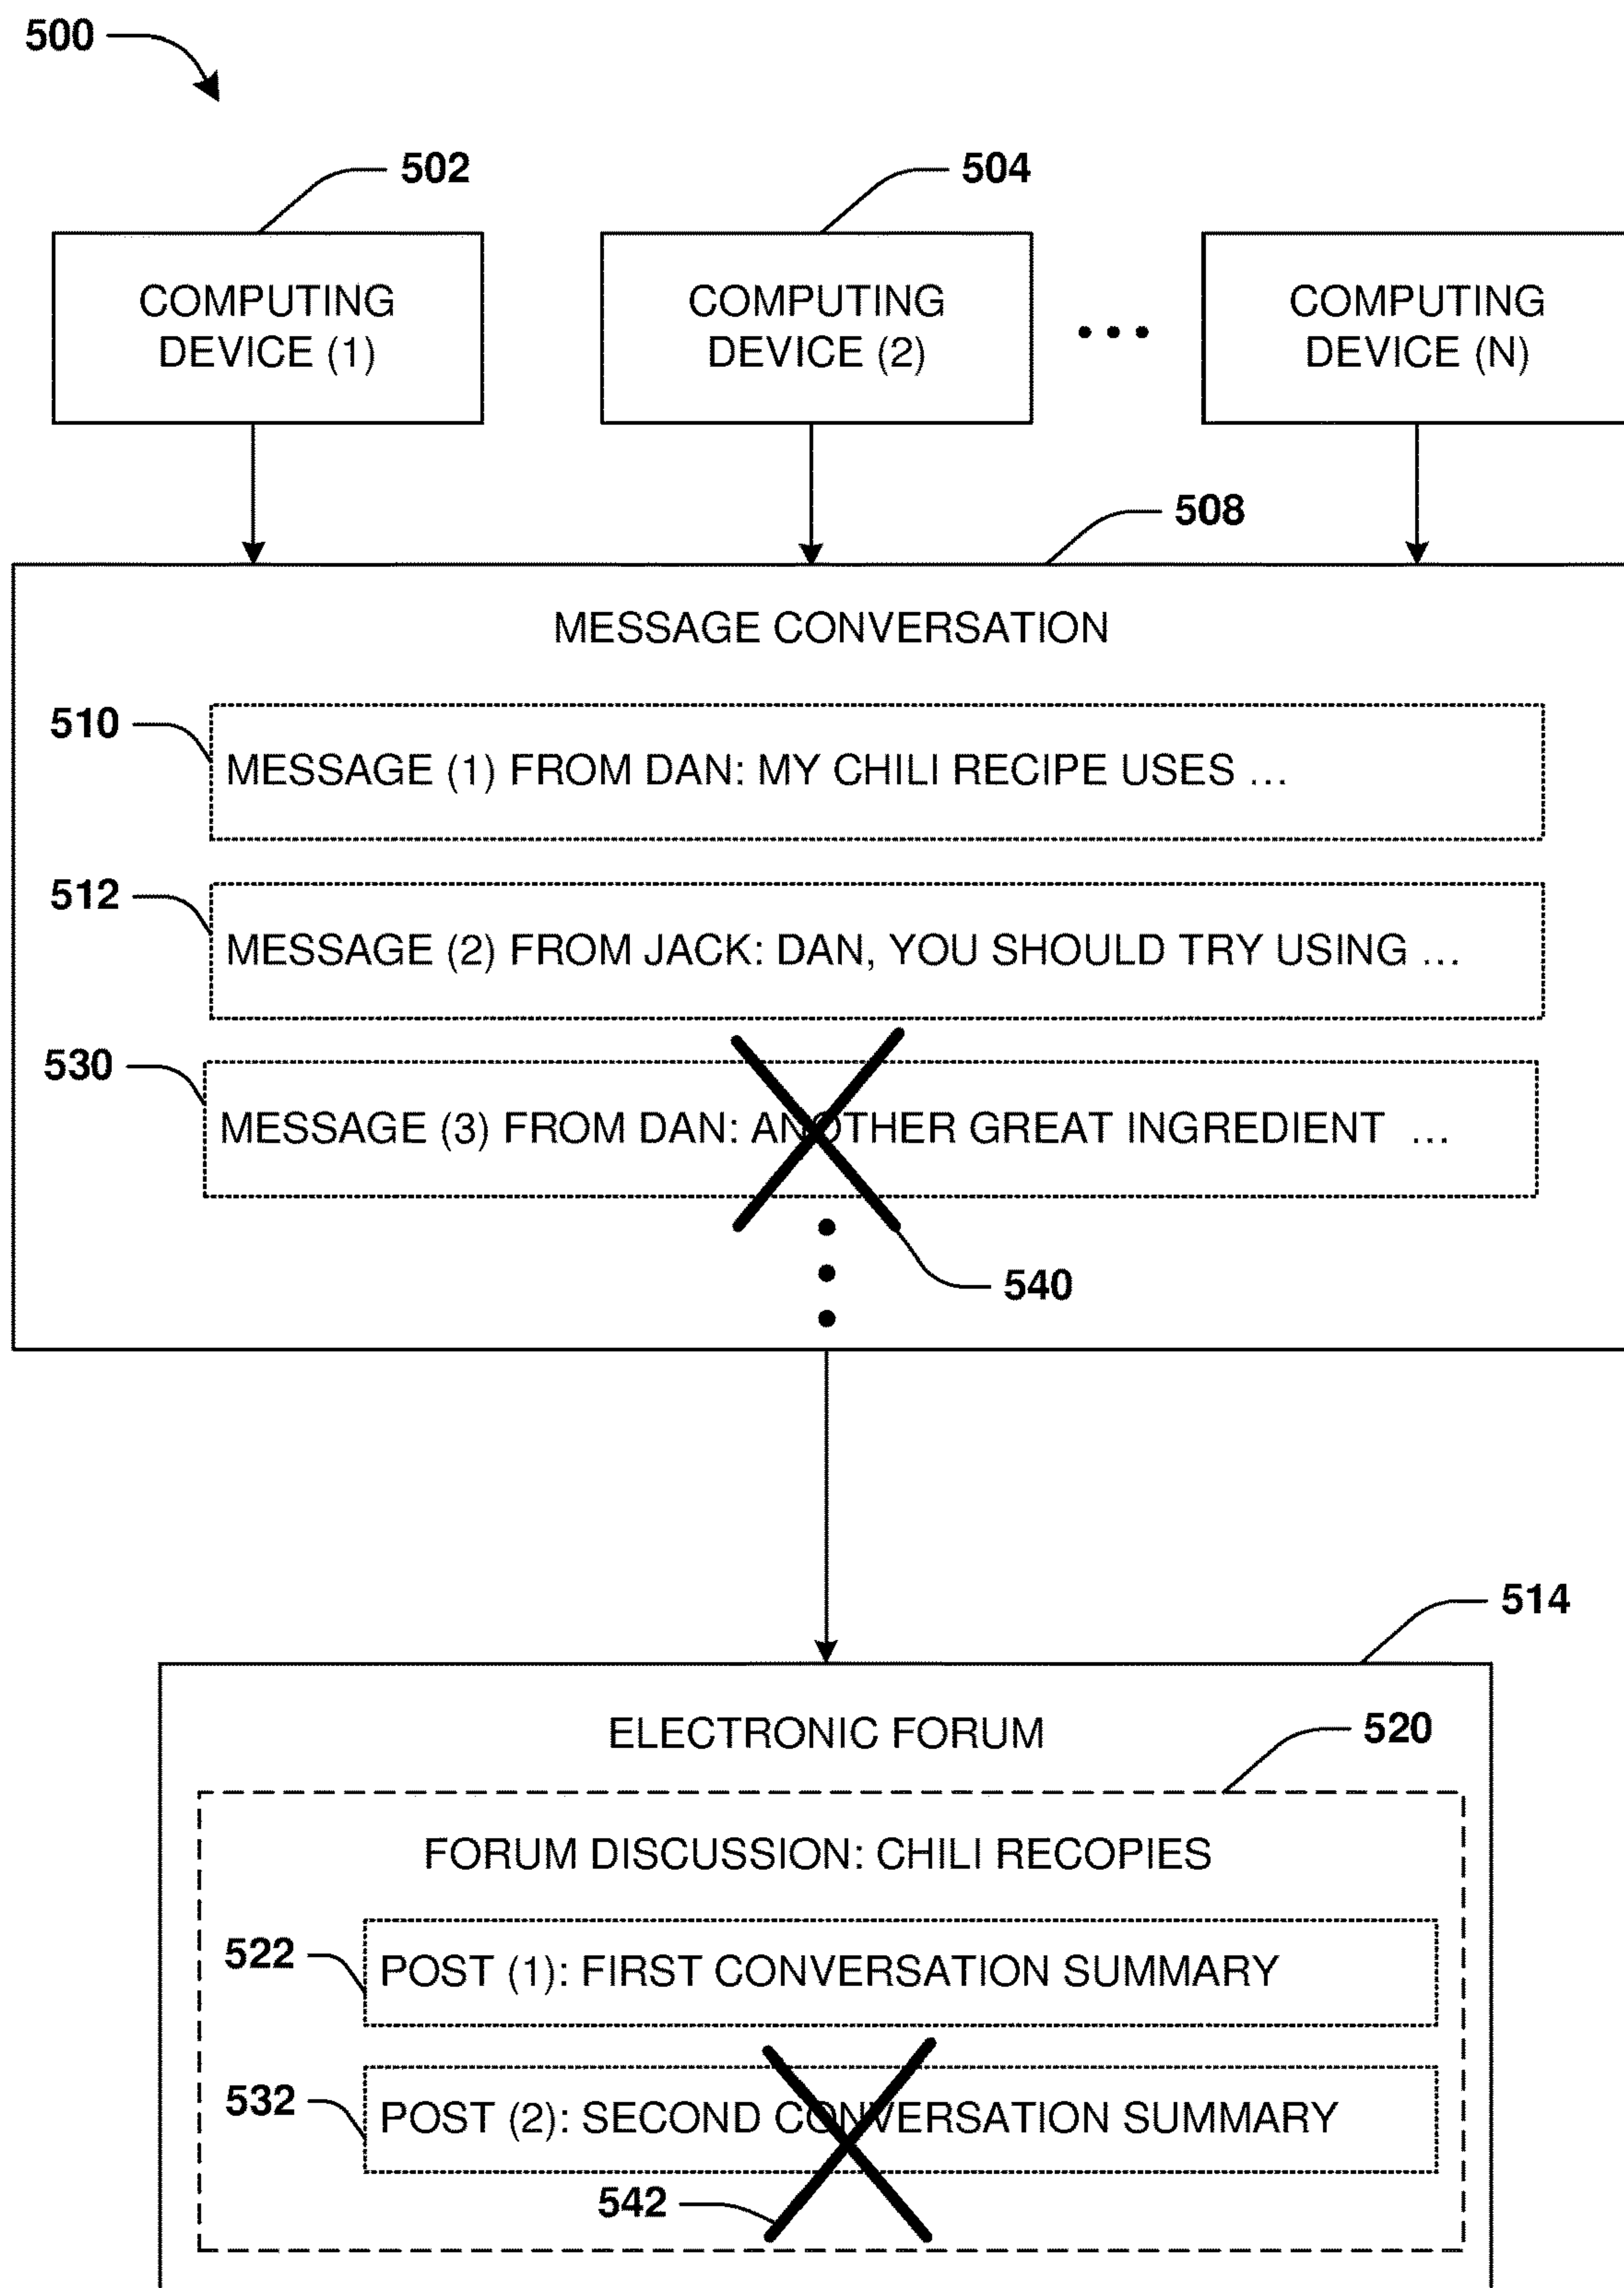 500
502
504
COMPUTING
DEVICE (1)
COMPUTING
DEVICE (2)
COMPUTING
DEVICE (N)
508
MESSAGE CONVERSATION
510
MESSAGE (1) FROM DAN: MY CHILI RECIPE USES ...
512
MESSAGE (2) FROM JACK: DAN, YOU SHOULD TRY USING ...
530
MESSAGE (3) FROM DAN: ANOTHER GREAT INGREDIENT ...
540
514
ELECTRONIC FORUM
520
FORUM DISCUSSION: CHILI RECOPIES
522
POST (1): FIRST CONVERSATION SUMMARY
532
POST (2): SECOND CONVERSATION SUMMARY
542